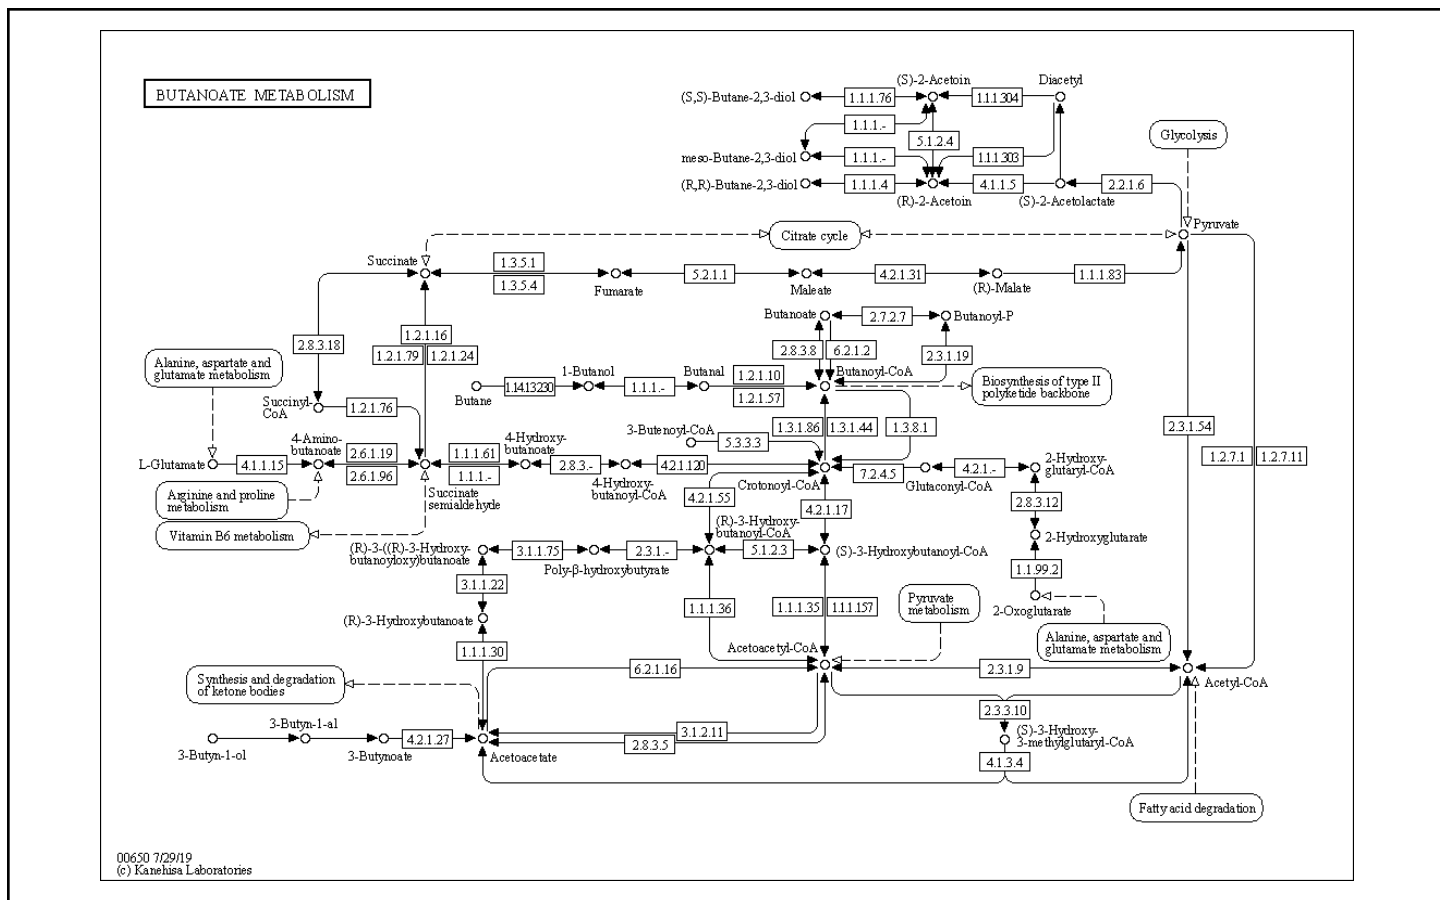 BUTANOATE METABOLISM
(S)-2-Acetoin
Diacetyl
(S,S)-Butane-2,3-diol
1.1.1.76
1.1.1.304
1.1.1.-
5.1.2.4
Glycolysis
meso-Butane-2,3-diol
1.1.1.-
1.1.1.303
(R,R)-Butane-2,3-diol
1.1.1.4
4.1.1.5
2.2.1.6
(R)-2-Acetoin
(S)-2-Acetolactate
Pyruvate
Citrate cycle
Succinate
1.3.5.1
1.3.5.4
Fumarate
5.2.1.1
Maleate
4.2.1.31
(R)-Malate
1.1.1.83
Butanoate
2.7.2.7
Butanoyl-P
2.8.3.18
1.2.1.16
1.2.1.79
1.2.1.24
2.8.3.8
6.2.1.2
2.3.1.19
Alanine, aspartate and
glutamate metabolism
1-Butanol
Butanal
1.2.1.10
1.2.1.57
Butanoyl-CoA
Butane
1.14.13.230
1.1.1.-
Biosynthesis of type II
polyketide backbone
Succinyl-
CoA
1.2.1.76
3-Butenoyl-CoA
5.3.3.3
1.3.1.86
1.3.1.44
1.3.8.1
2.3.1.54
1.2.7.1
1.2.7.11
4-Amino-
butanoate
4-Hydroxy-
butanoate
L-Glutamate
4.1.1.15
2.6.1.19
2.6.1.96
1.1.1.61
1.1.1.-
2.8.3.-
4.2.1.120
4-Hydroxy-
butanoyl-CoA
Crotonoyl-CoA
7.2.4.5
Glutaconyl-CoA
4.2.1.-
2-Hydroxy-
glutaryl-CoA
Arginine and proline
metabolism
Succinate
semialdehyde
4.2.1.55
4.2.1.17
2.8.3.12
Vitamin B6 metabolism
(R)-3-((R)-3-Hydroxy-
butanoyloxy)butanoate
3.1.1.75
Poly-β-hydroxybutyrate
2.3.1.-
(R)-3-Hydroxy-
butanoyl-CoA
5.1.2.3
(S)-3-Hydroxybutanoyl-CoA
2-Hydroxyglutarate
1.1.99.2
3.1.1.22
1.1.1.36
1.1.1.35
1.1.1.157
Pyruvate
metabolism
2-Oxoglutarate
(R)-3-Hydroxybutanoate
1.1.1.30
Acetoacetyl-CoA
Alanine, aspartate and
glutamate metabolism
Synthesis and degradation
of ketone bodies
6.2.1.16
2.3.1.9
Acetyl-CoA
2.3.3.10
3-Butyn-1-al
3-Butyn-1-ol
3-Butynoate
4.2.1.27
Acetoacetate
3.1.2.11
2.8.3.5
(S)-3-Hydroxy-
3-methylglutaryl-CoA
4.1.3.4
Fatty acid degradation
00650 7/29/19
(c) Kanehisa Laboratories